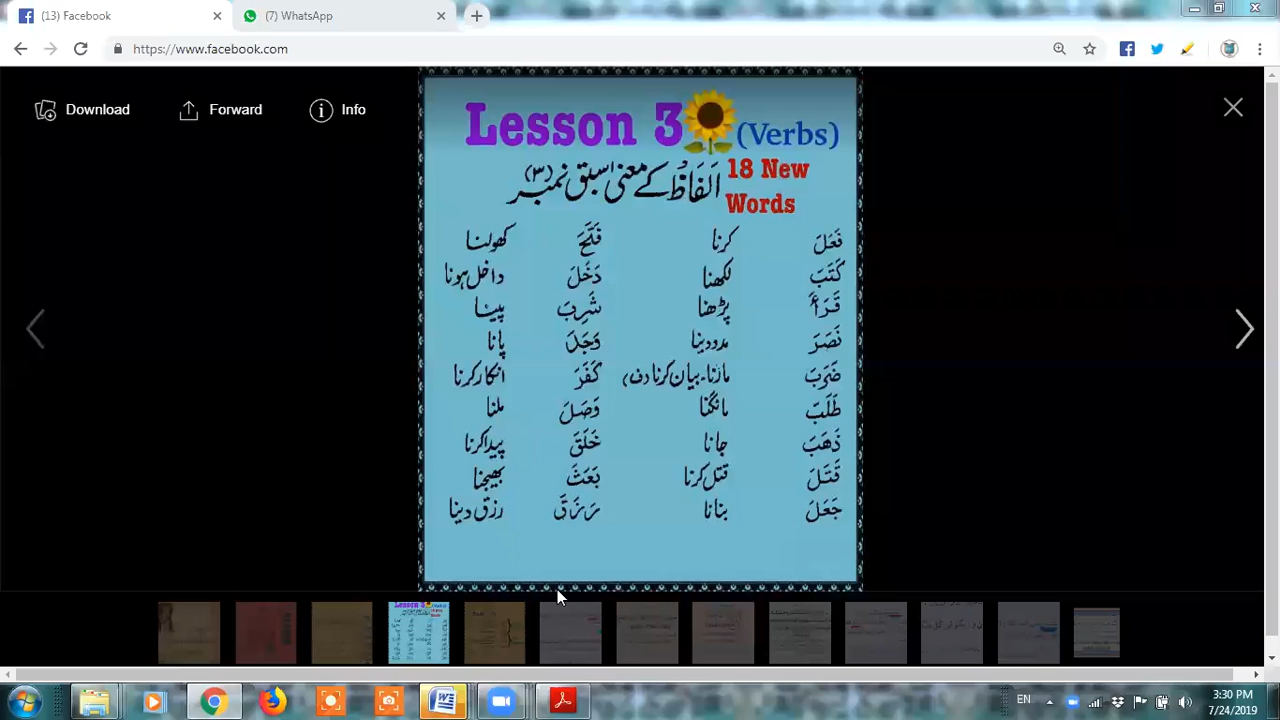 (13) Facebook
(7) WhatsApp
https://www.facebook.com
Download
Forward
Info
Lesson 3 (Verbs)
18 New
Words
اَلفَاظْ کے معنی اسبق نمبر (۳)
فَعَلَ کرنا فَتَحَ کھولنا
كَتَبَ لکھنا دَخَلَ داخل ہونا
قَرَأَ پڑھنا شَرِبَ پینا
نَصَرَ مدد دینا وَجَدَ پانا
ضَرَبَ مارنا۔بیان کرنا (ف) كَفَرَ انکار کرنا
طَلَبَ مانگنا وَصَلَ ملنا
ذَهَبَ جانا خَلَقَ پیدا کرنا
قَتَلَ قتل کرنا بَعَثَ بھیجنا
جَعَلَ بنانا رَزَقَ رزق دینا
EN
3:30 PM
7/24/2019